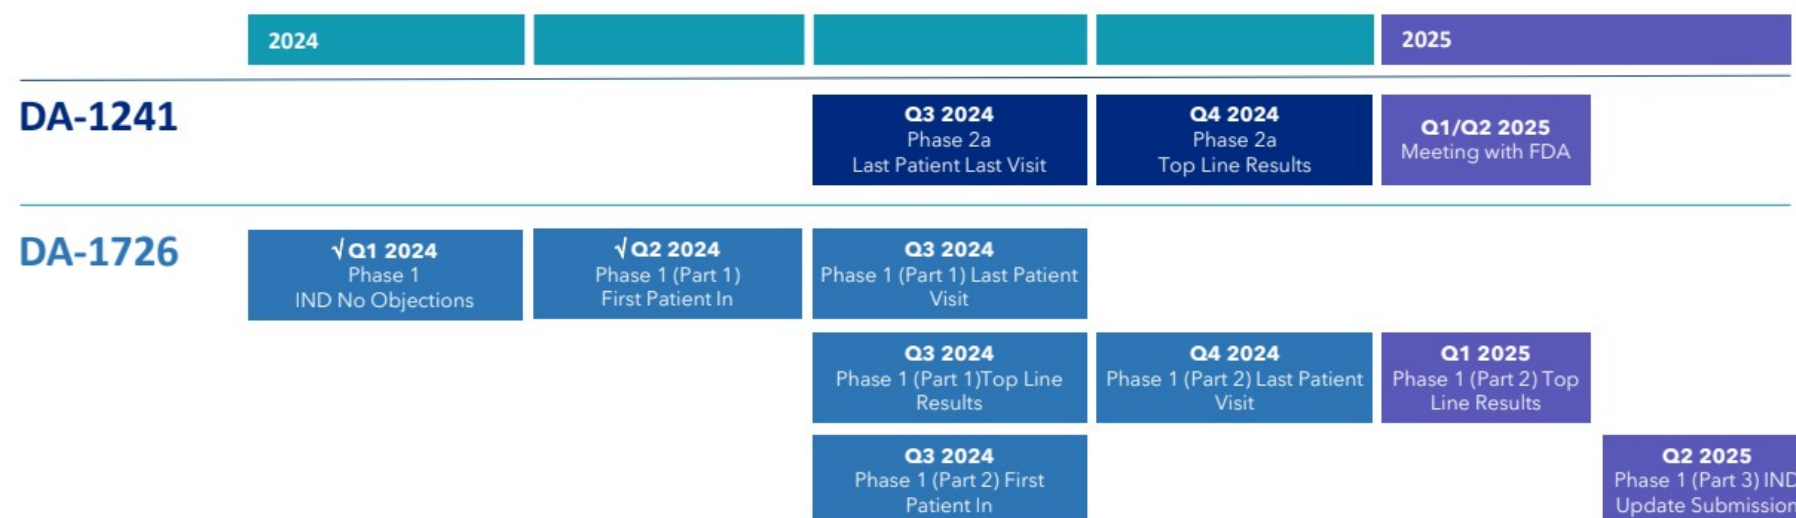 2024
2025
DA-1241
Q3 2024
Phase 2a
Last Patient Last Visit
Q4 2024
Phase 2a
Top Line Results
Q1/Q2 2025
Meeting with FDA
DA-1726
√ Q1 2024
Phase 1
IND No Objections
√ Q2 2024
Phase 1 (Part 1)
First Patient In
Q3 2024
Phase 1 (Part 1) Last Patient
Visit
Q3 2024
Phase 1 (Part 1)Top Line
Results
Q4 2024
Phase 1 (Part 2) Last Patient
Visit
Q1 2025
Phase 1 (Part 2) Top
Line Results
Q3 2024
Phase 1 (Part 2) First
Patient In
Q2 2025
Phase 1 (Part 3) IND
Update Submission